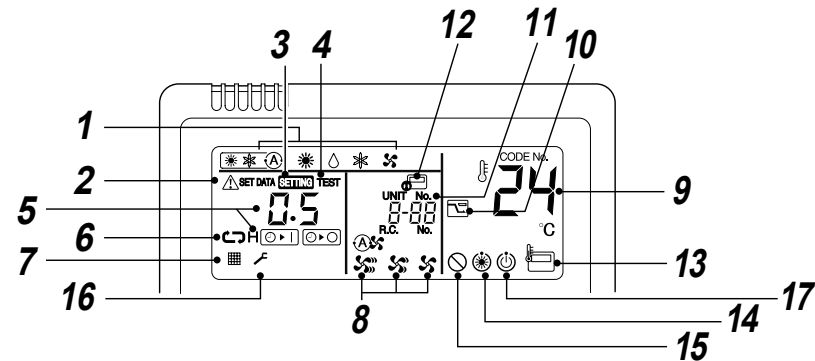 12 11 10
3 4
1
CODE No.
A
2 SET DATA SETTING TEST
UNIT No.
24 9
5 0.5
8-88
°C
R.C. No.
6 H
A
7
13
16 8 15 14 17